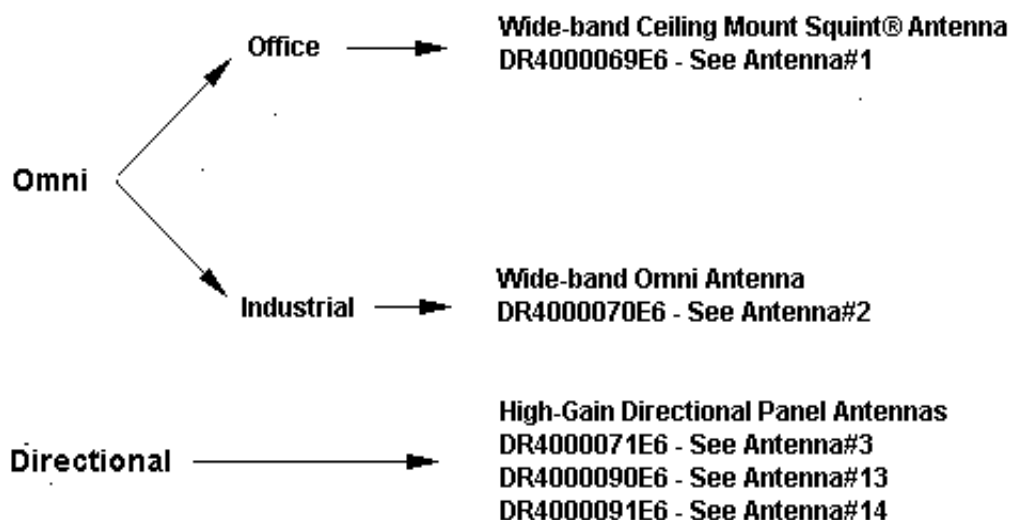 Office
Wide-band Ceiling Mount Squint® Antenna
DR4000069E6 - See Antenna#1
Omni
Industrial
Wide-band Omni Antenna
DR4000070E6 - See Antenna#2
Directional
High-Gain Directional Panel Antennas
DR4000071E6 - See Antenna#3
DR4000090E6 - See Antenna#13
DR4000091E6 - See Antenna#14